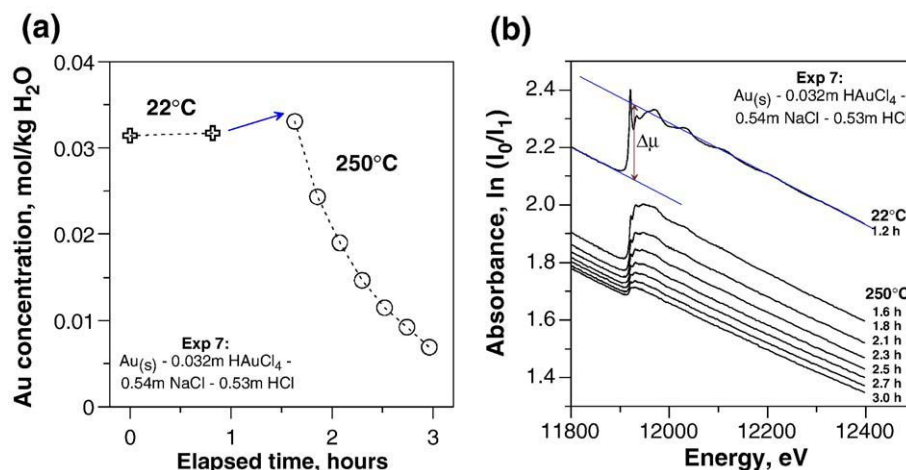 (a)
Au concentration, mol/kg H2O
0.04
0.03
0.02
0.01
0
22°C
250°C
Exp 7:
Au(s) - 0.032m HAuCl4 -
0.54m NaCl - 0.53m HCl
0
1
2
3
Elapsed time, hours
(b)
Absorbance, ln (I0/I1)
2.4
2.2
2.0
1.8
1.6
1.4
Exp 7:
Au(s) - 0.032m HAuCl4 -
0.54m NaCl - 0.53m HCl
Δμ
22°C
1.2 h
250°C
1.6 h
1.8 h
2.1 h
2.3 h
2.5 h
2.7 h
3.0 h
11800
12000
12200
12400
Energy, eV